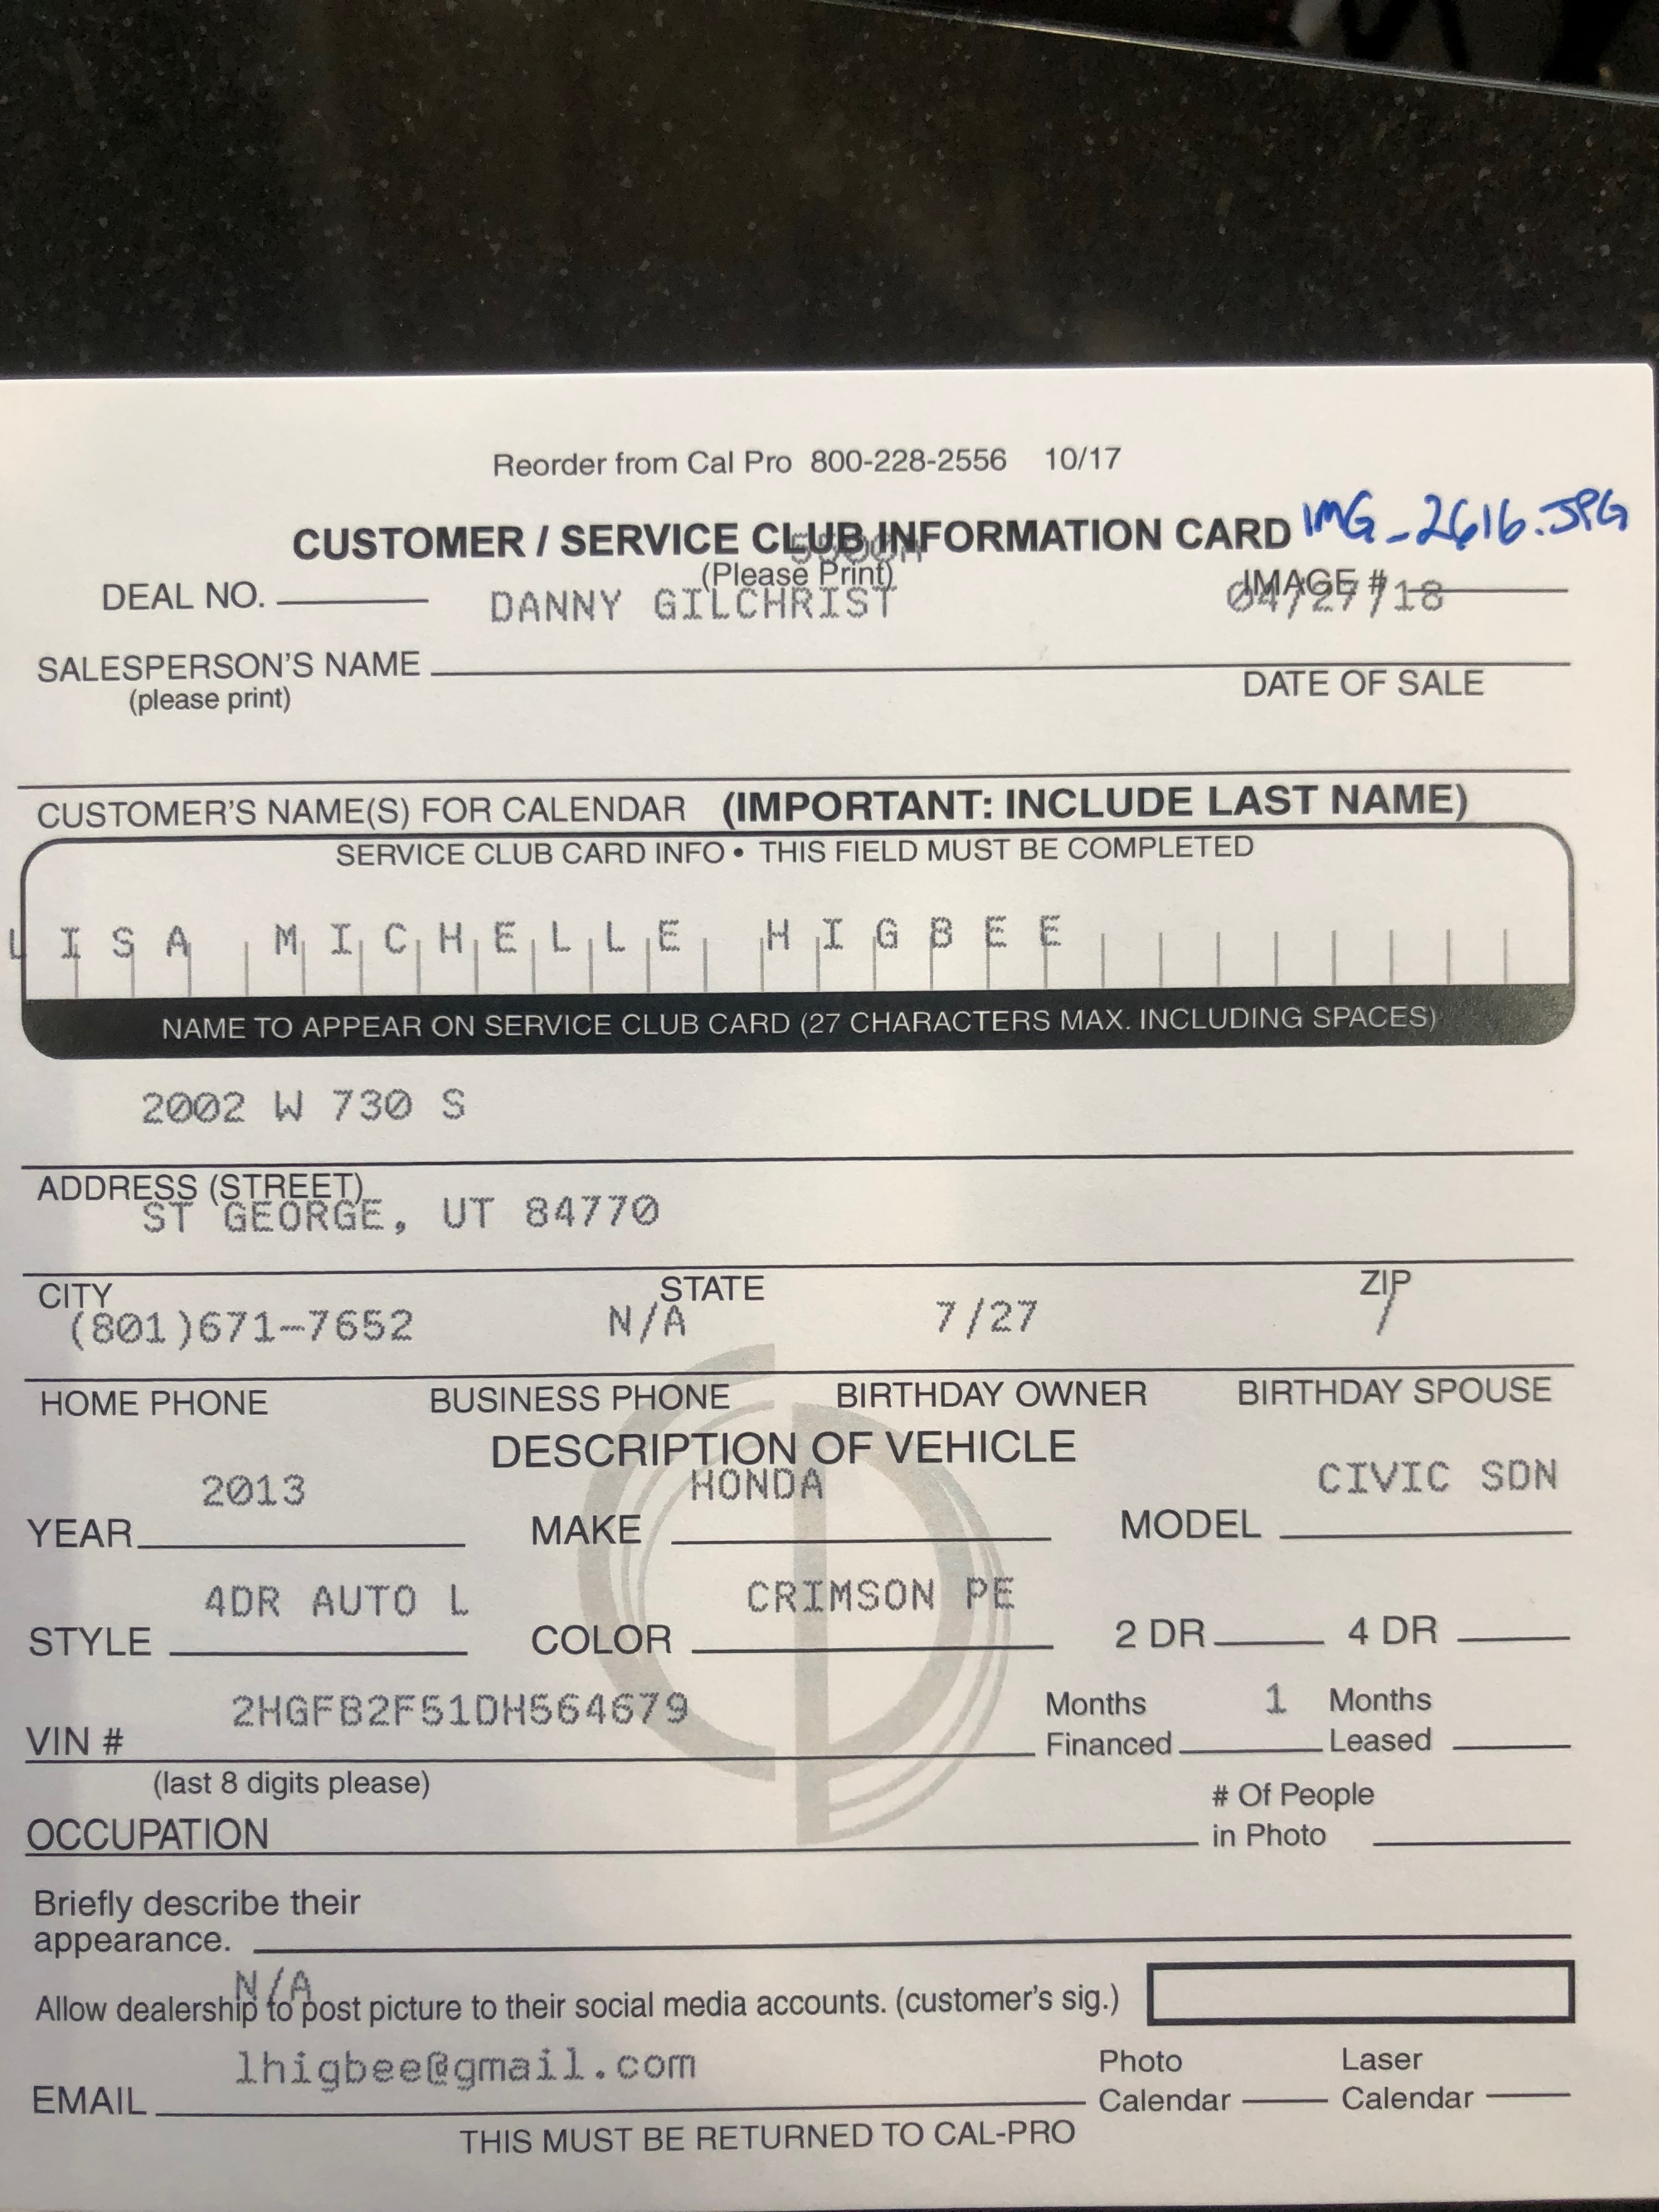 Reorder from Cal Pro 800-228-2556 10/17
CUSTOMER / SERVICE CLUB INFORMATION CARD IMG_2616.JPG
(Please Print)
DEAL NO. IMAGE #
DANNY GILCHRIST 04/27/18
SALESPERSON'S NAME
(please print) DATE OF SALE
CUSTOMER'S NAME(S) FOR CALENDAR (IMPORTANT: INCLUDE LAST NAME)
SERVICE CLUB CARD INFO • THIS FIELD MUST BE COMPLETED
LISA MICHELLE HIGBEE
NAME TO APPEAR ON SERVICE CLUB CARD (27 CHARACTERS MAX. INCLUDING SPACES)
2002 W 730 S
ADDRESS (STREET)
ST GEORGE, UT 84770
CITY STATE ZIP
(801)671-7652 N/A 7/27 /
HOME PHONE BUSINESS PHONE BIRTHDAY OWNER BIRTHDAY SPOUSE
DESCRIPTION OF VEHICLE
2013 HONDA CIVIC SDN
YEAR MAKE MODEL
4DR AUTO L CRIMSON PE
STYLE COLOR 2 DR 4 DR
2HGFB2F51DH564679 Months 1 Months
VIN # Financed Leased
(last 8 digits please) # Of People
OCCUPATION in Photo
Briefly describe their
appearance.
N/A
Allow dealership to post picture to their social media accounts. (customer's sig.)
lhigbee@gmail.com Photo Laser
EMAIL Calendar Calendar
THIS MUST BE RETURNED TO CAL-PRO